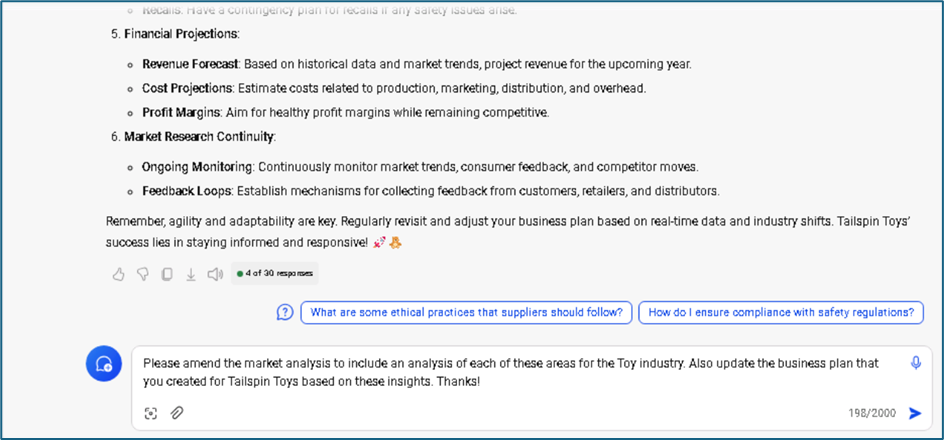 Recalls: Have a contingency plan for recalls if any safety issues arise.
5. Financial Projections:
Revenue Forecast: Based on historical data and market trends, project revenue for the upcoming year.
Cost Projections: Estimate costs related to production, marketing, distribution, and overhead.
Profit Margins: Aim for healthy profit margins while remaining competitive.
6. Market Research Continuity:
Ongoing Monitoring: Continuously monitor market trends, consumer feedback, and competitor moves.
Feedback Loops: Establish mechanisms for collecting feedback from customers, retailers, and distributors.
Remember, agility and adaptability are key. Regularly revisit and adjust your business plan based on real-time data and industry shifts. Tailspin Toys'
success lies in staying informed and responsive! 🚀🧸
4 of 30 responses
What are some ethical practices that suppliers should follow? How do I ensure compliance with safety regulations?
Please amend the market analysis to include an analysis of each of these areas for the Toy industry. Also update the business plan that
you created for Tailspin Toys based on these insights. Thanks!
198/2000